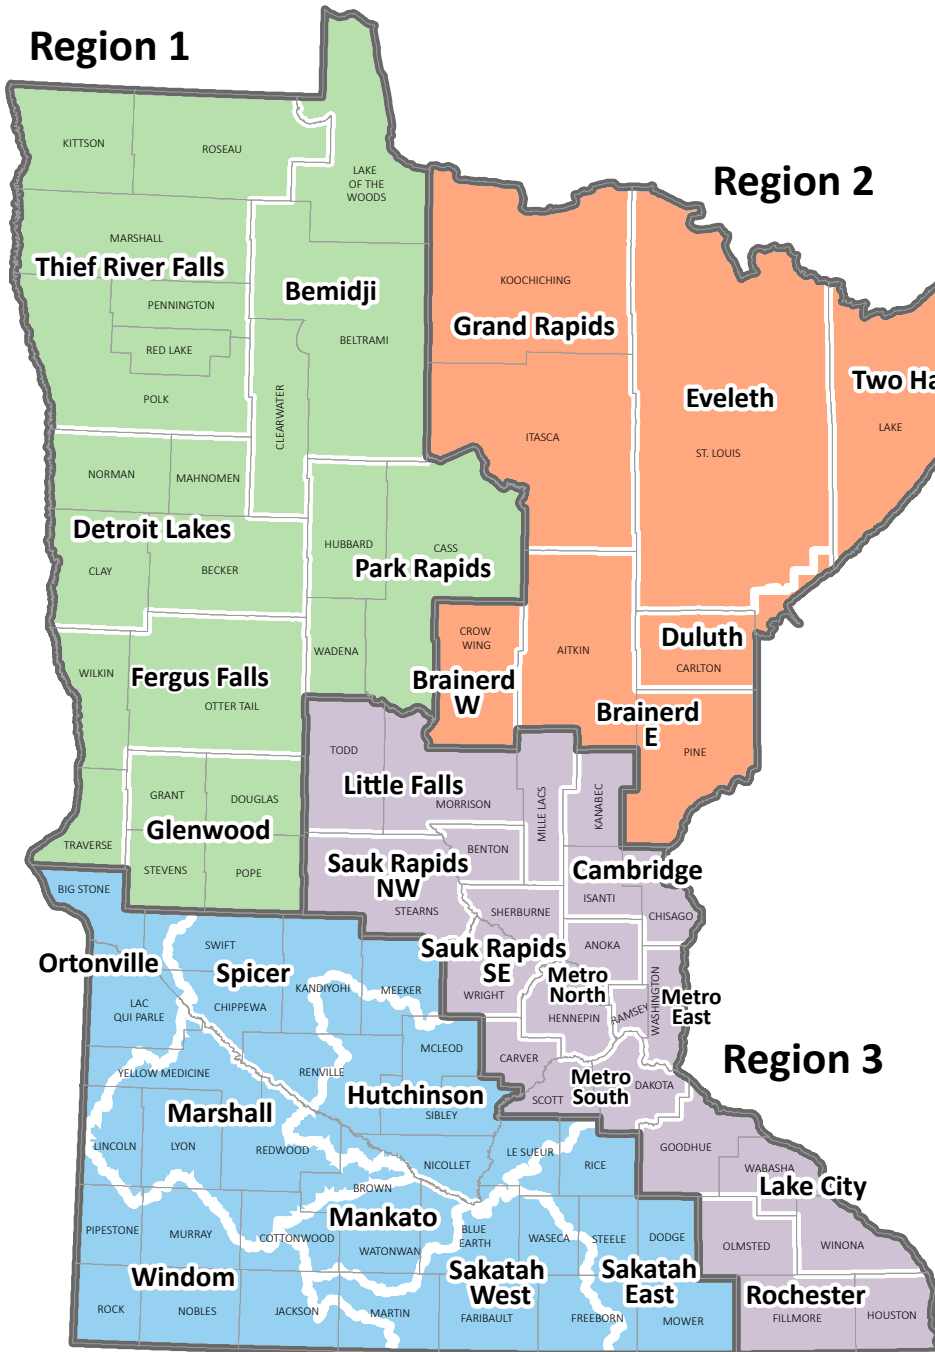 Region 1
Region 2
KITTSON
ROSEAU
LAKE
OF THE
WOODS
MARSHALL
Thief River Falls
PENNINGTON
RED LAKE
POLK
Bemidji
BELTRAMI
CLEARWATER
KOOCHICHING
Grand Rapids
ITASCA
Eveleth
ST. LOUIS
Two Ha
LAKE
NORMAN
MAHNOMEN
Detroit Lakes
CLAY
BECKER
HUBBARD
CASS
Park Rapids
WADENA
CROW
WING
Brainerd
W
AITKIN
Duluth
CARLTON
Brainerd
E
PINE
WILKIN
Fergus Falls
OTTER TAIL
GRANT
DOUGLAS
Glenwood
TRAVERSE
STEVENS
POPE
TODD
Little Falls
MORRISON
MILLE LACS
KANABEC
BENTON
Sauk Rapids
NW
STEARNS
Cambridge
ISANTI
CHISAGO
SHERBURNE
ANOKA
Sauk Rapids
SE
WRIGHT
Metro
North
HENNEPIN
RAMSEY
WASHINGTON
Metro
East
Region 3
CARVER
SCOTT
Metro
South
DAKOTA
BIG STONE
Ortonville
SWIFT
Spicer
CHIPPEWA
KANDIYOHI
MEEKER
LAC
QUI PARLE
MCLEOD
YELLOW MEDICINE
RENVILLE
Hutchinson
SIBLEY
Marshall
LINCOLN
LYON
REDWOOD
NICOLLET
LE SUEUR
RICE
GOODHUE
WABASHA
Lake City
BROWN
Mankato
PIPESTONE
MURRAY
COTTONWOOD
WATONWAN
BLUE
EARTH
WASECA
STEELE
DODGE
OLMSTED
WINONA
Windom
Sakatah
West
Sakatah
East
Rochester
ROCK
NOBLES
JACKSON
MARTIN
FARIBAULT
FREEBORN
MOWER
FILLMORE
HOUSTON